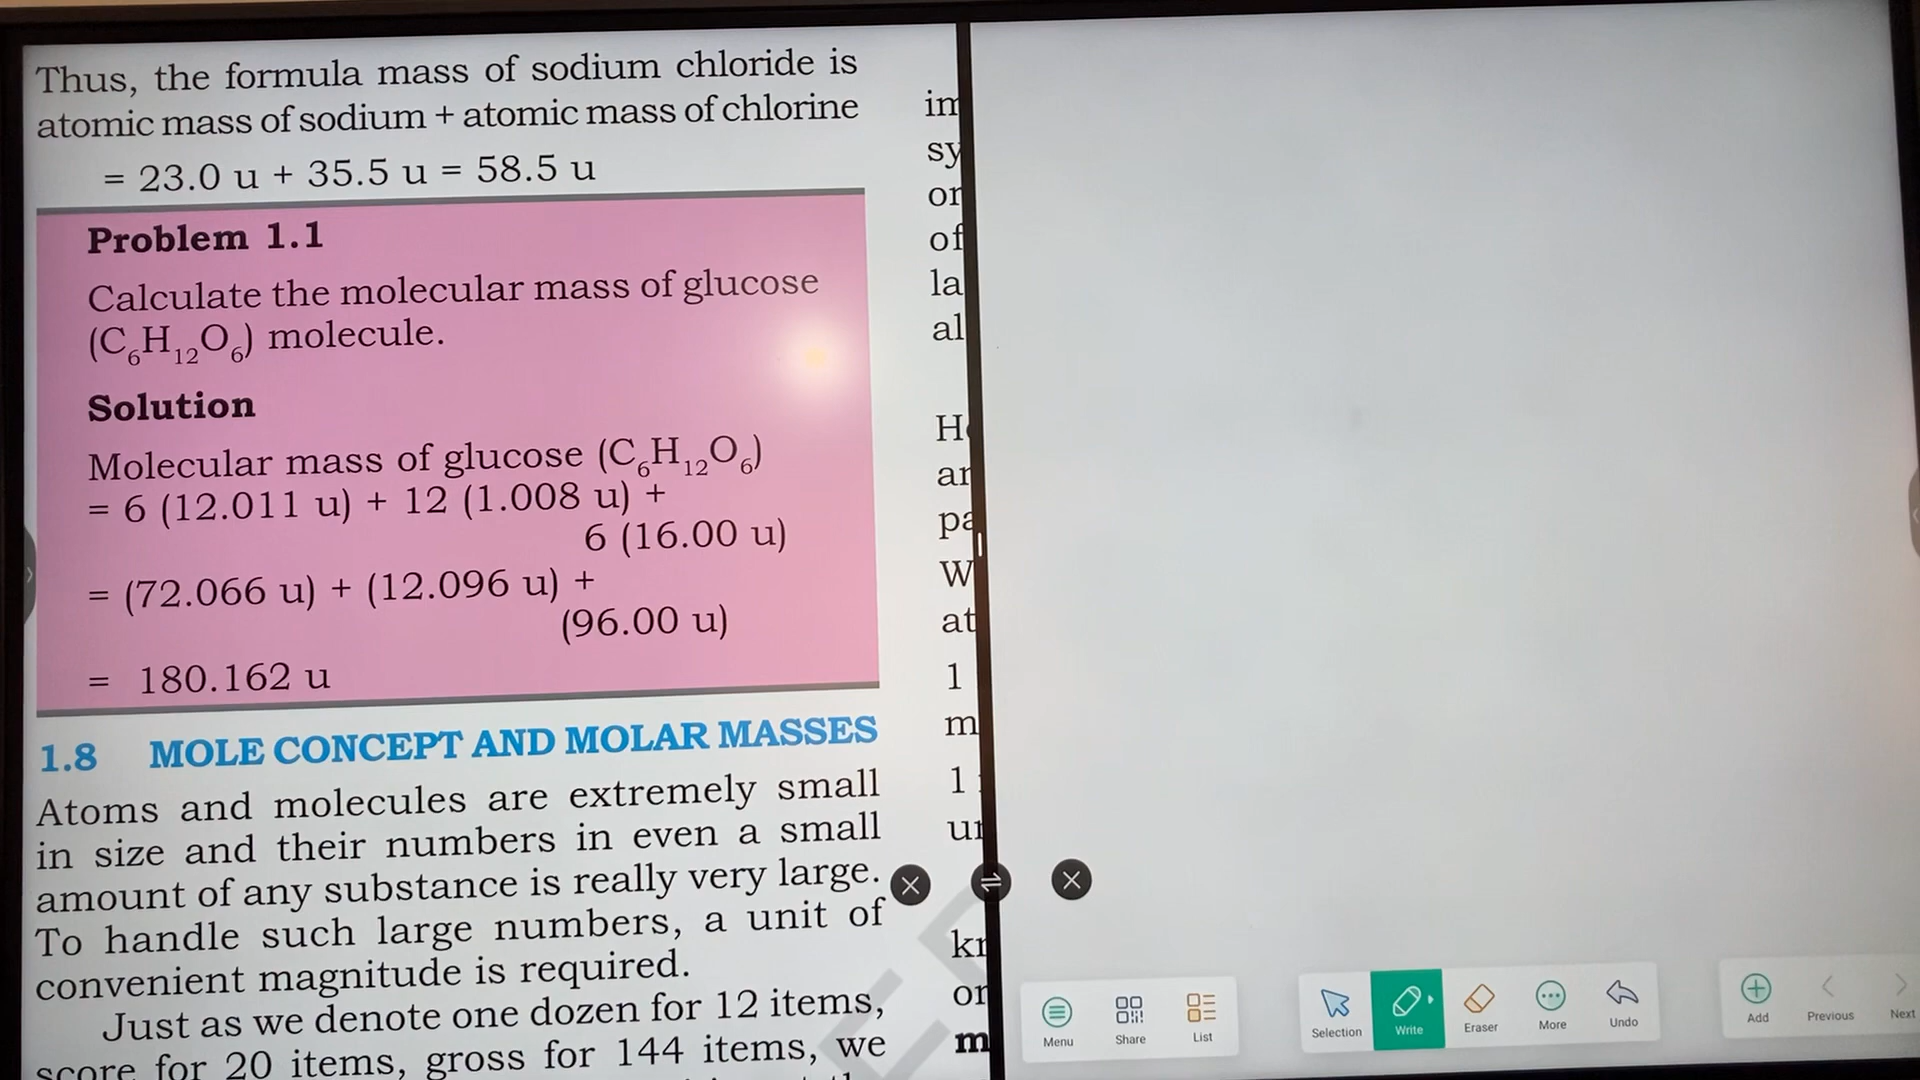 Thus, the formula mass of sodium chloride is
atomic mass of sodium + atomic mass of chlorine
= 23.0 u + 35.5 u = 58.5 u
Problem 1.1
Calculate the molecular mass of glucose
(C₆H₁₂O₆) molecule.
Solution
Molecular mass of glucose (C₆H₁₂O₆)
= 6 (12.011 u) + 12 (1.008 u) +
6 (16.00 u)
= (72.066 u) + (12.096 u) +
(96.00 u)
= 180.162 u
1.8 MOLE CONCEPT AND MOLAR MASSES
Atoms and molecules are extremely small
in size and their numbers in even a small
amount of any substance is really very large.
To handle such large numbers, a unit of
convenient magnitude is required.
Just as we denote one dozen for 12 items,
score for 20 items, gross for 144 items, we
of
la
al
W
at
1
1
Menu
Share
List
Selection
Write
Eraser
More
Undo
Add
Previous
Next